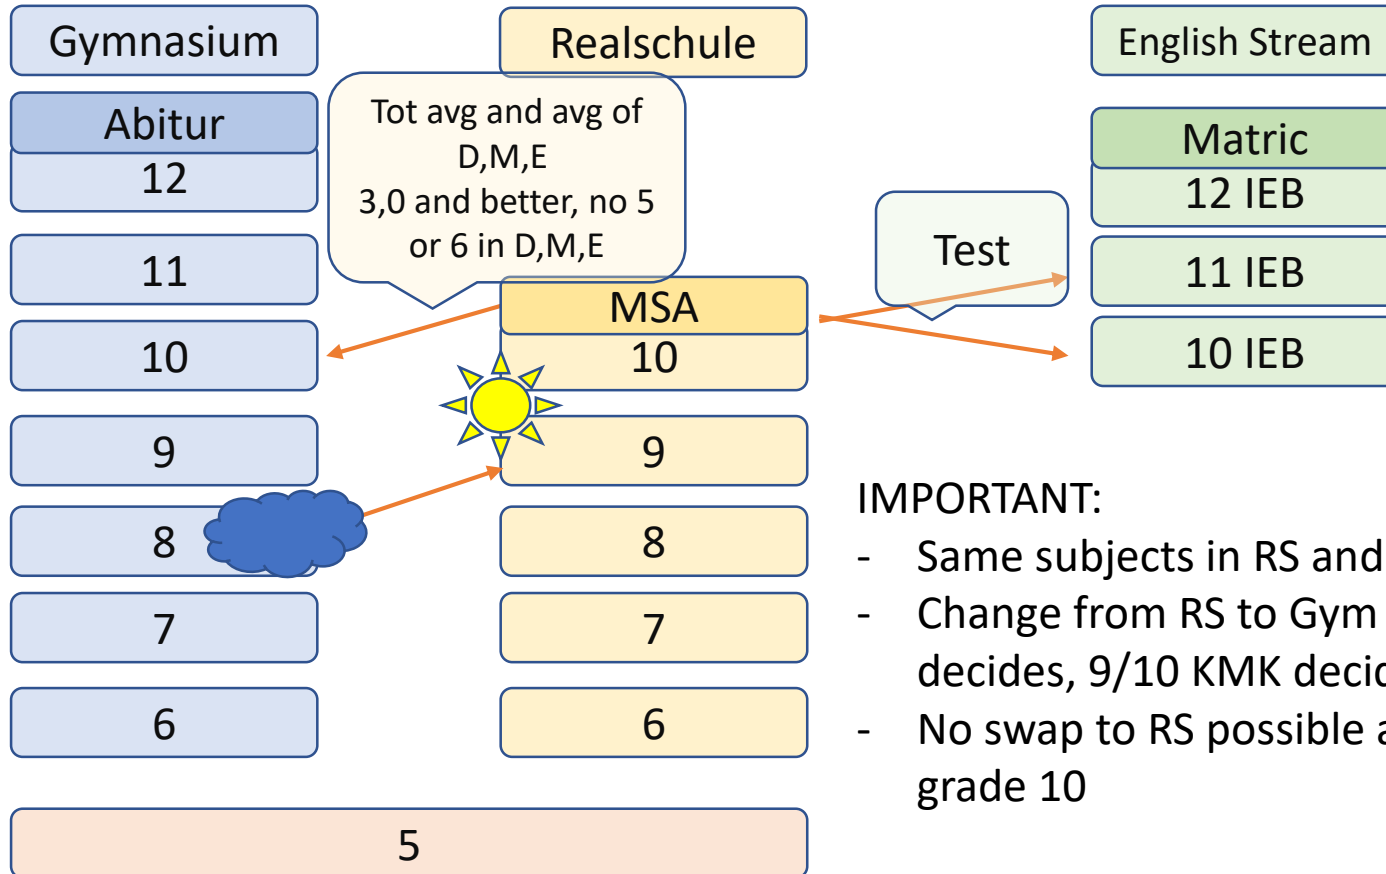 Gymnasium
Realschule
English Stream
Abitur
12
11
10
9
8
7
6
Tot avg and avg of
D,M,E
3,0 and better, no 5
or 6 in D,M,E
MSA
10
9
8
7
6
5
Test
Matric
12 IEB
11 IEB
10 IEB
IMPORTANT:
- Same subjects in RS and
- Change from RS to Gym
decides, 9/10 KMK
- No swap to RS possible
grade 10